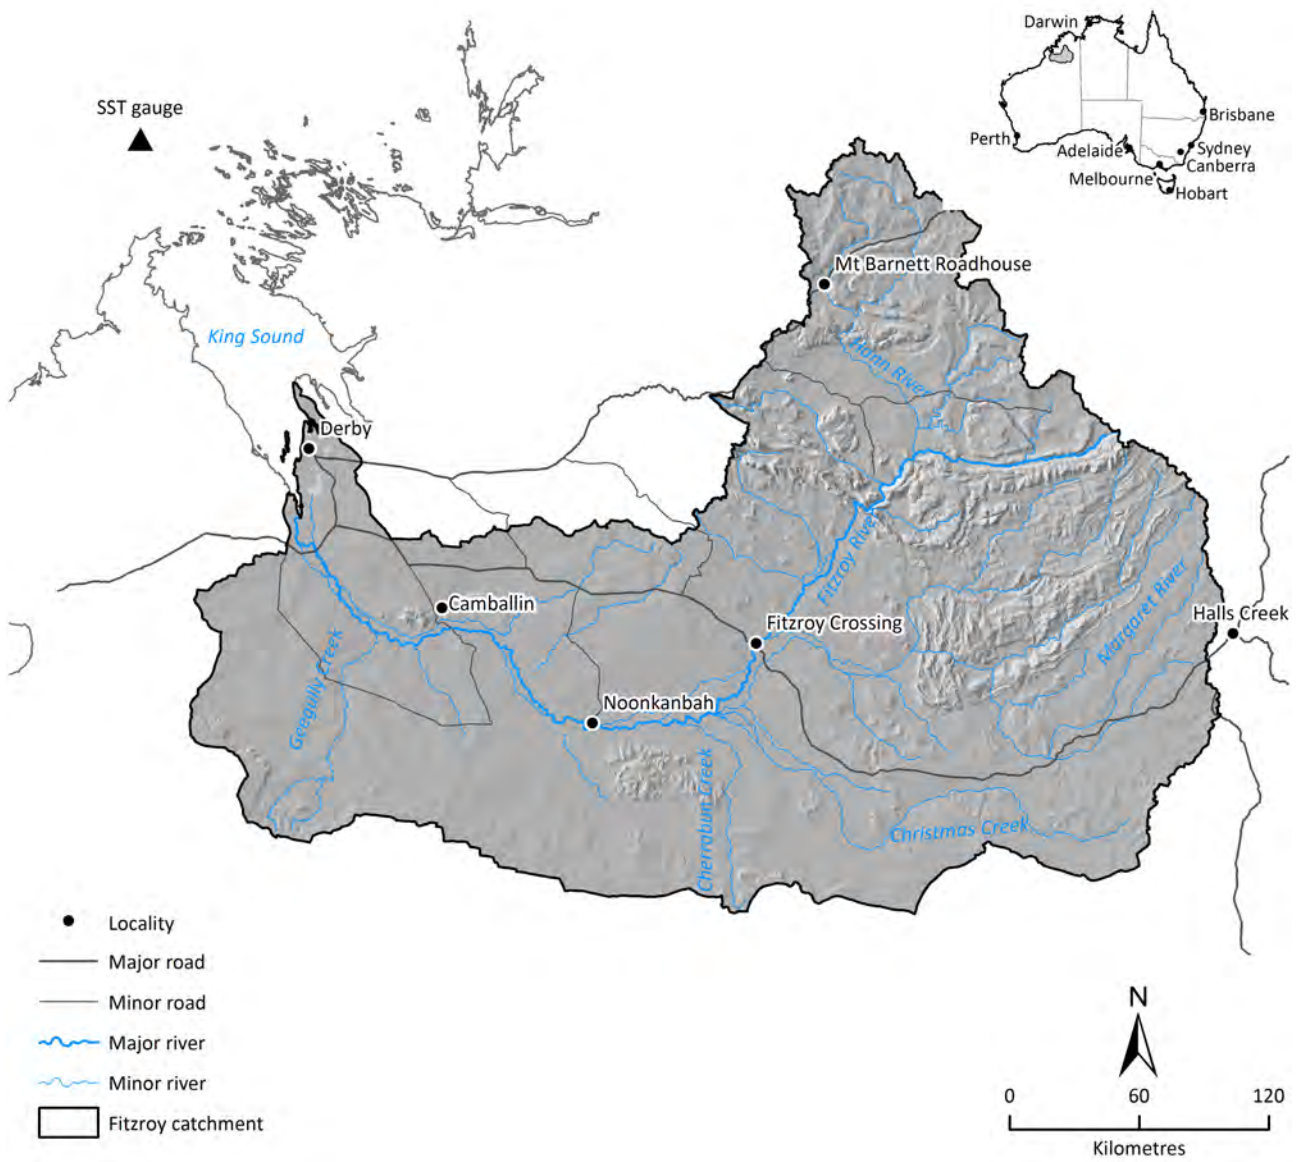 Darwin
SST gauge
Brisbane
Perth
Adelaide
Sydney
Canberra
Melbourne
Hobart
Mt Barnett Roadhouse
King Sound
Hann River
Derby
Fitzroy River
Camballin
Fitzroy Crossing
Halls Creek
Margaret River
Geegully Creek
Noonkanbah
Cherrabun Creek
Christmas Creek
Locality
Major road
Minor road
Major river
Minor river
Fitzroy catchment
N
0 60 120
Kilometres